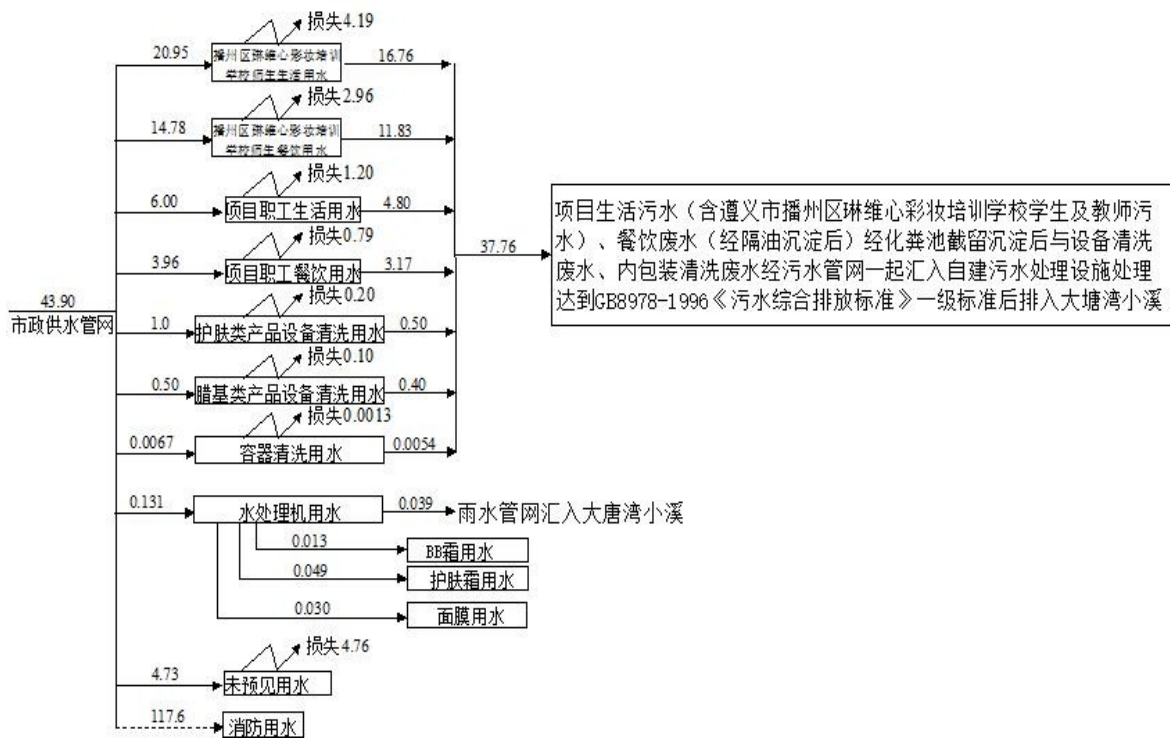 损失4.19
20.95
播州区琳维心彩妆培训
学校师生生活用水
16.76
损失2.96
14.78
播州区琳维心彩妆培训
学校师生餐饮用水
11.83
损失1.20
6.00
项目职工生活用水
4.80
损失0.79
3.96
项目职工餐饮用水
3.17
37.76
项目生活污水（含遵义市播州区琳维心彩妆培训学校学生及教师污
水）、餐饮废水（经隔油沉淀后）经化粪池截留沉淀后与设备清洗
废水、内包装清洗废水经污水管网一起汇入自建污水处理设施处理
达到GB8978-1996《污水综合排放标准》一级标准后排入大塘湾小溪
43.90
市政供水管网
损失0.20
1.0
护肤类产品设备清洗用水
0.50
损失0.10
0.50
腊基类产品设备清洗用水
0.40
损失0.0013
0.0067
容器清洗用水
0.0054
0.131
水处理机用水
0.039
雨水管网汇入大唐湾小溪
0.013
BB霜用水
0.049
护肤霜用水
0.030
面膜用水
损失4.76
4.73
未预见用水
117.6
消防用水